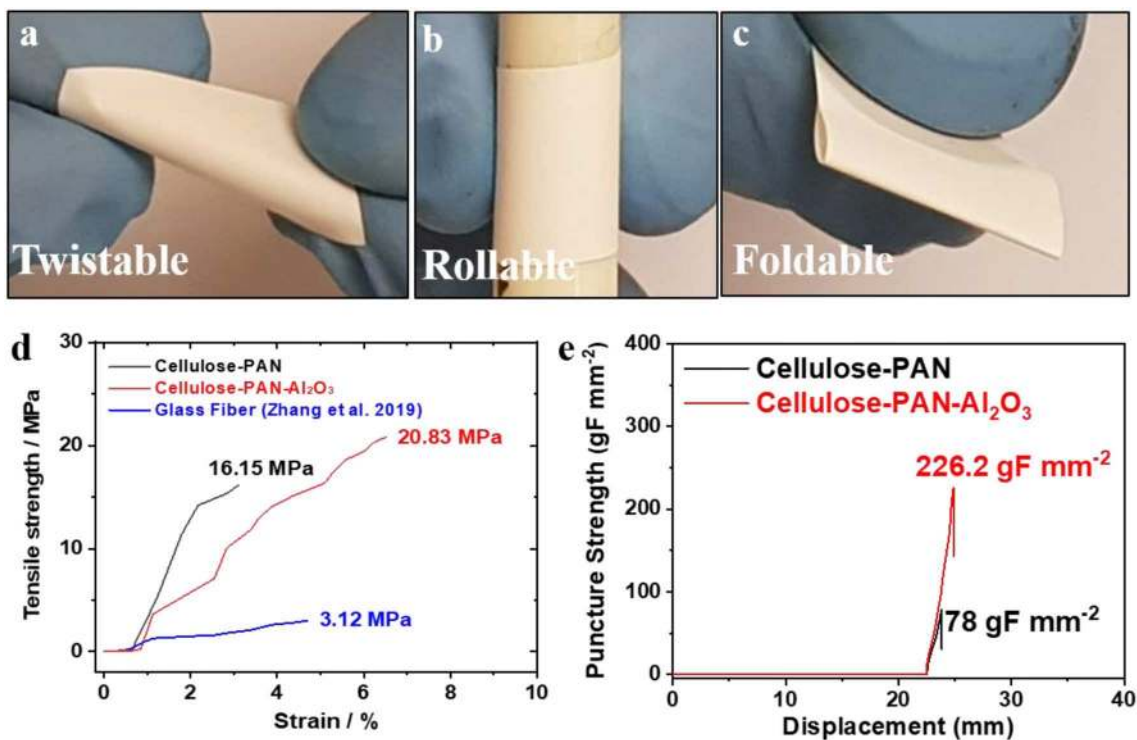 a
Twistable
b
Rollable
c
Foldable
d
Tensile strength / MPa
30
20
10
0
Cellulose-PAN
Cellulose-PAN-Al₂O₃
Glass Fiber (Zhang et al. 2019)
20.83 MPa
16.15 MPa
3.12 MPa
0 2 4 6 8 10
Strain / %
e
Puncture Strength (gF mm⁻²)
400
300
200
100
0
Cellulose-PAN
Cellulose-PAN-Al₂O₃
226.2 gF mm⁻²
78 gF mm⁻²
0 10 20 30 40
Displacement (mm)